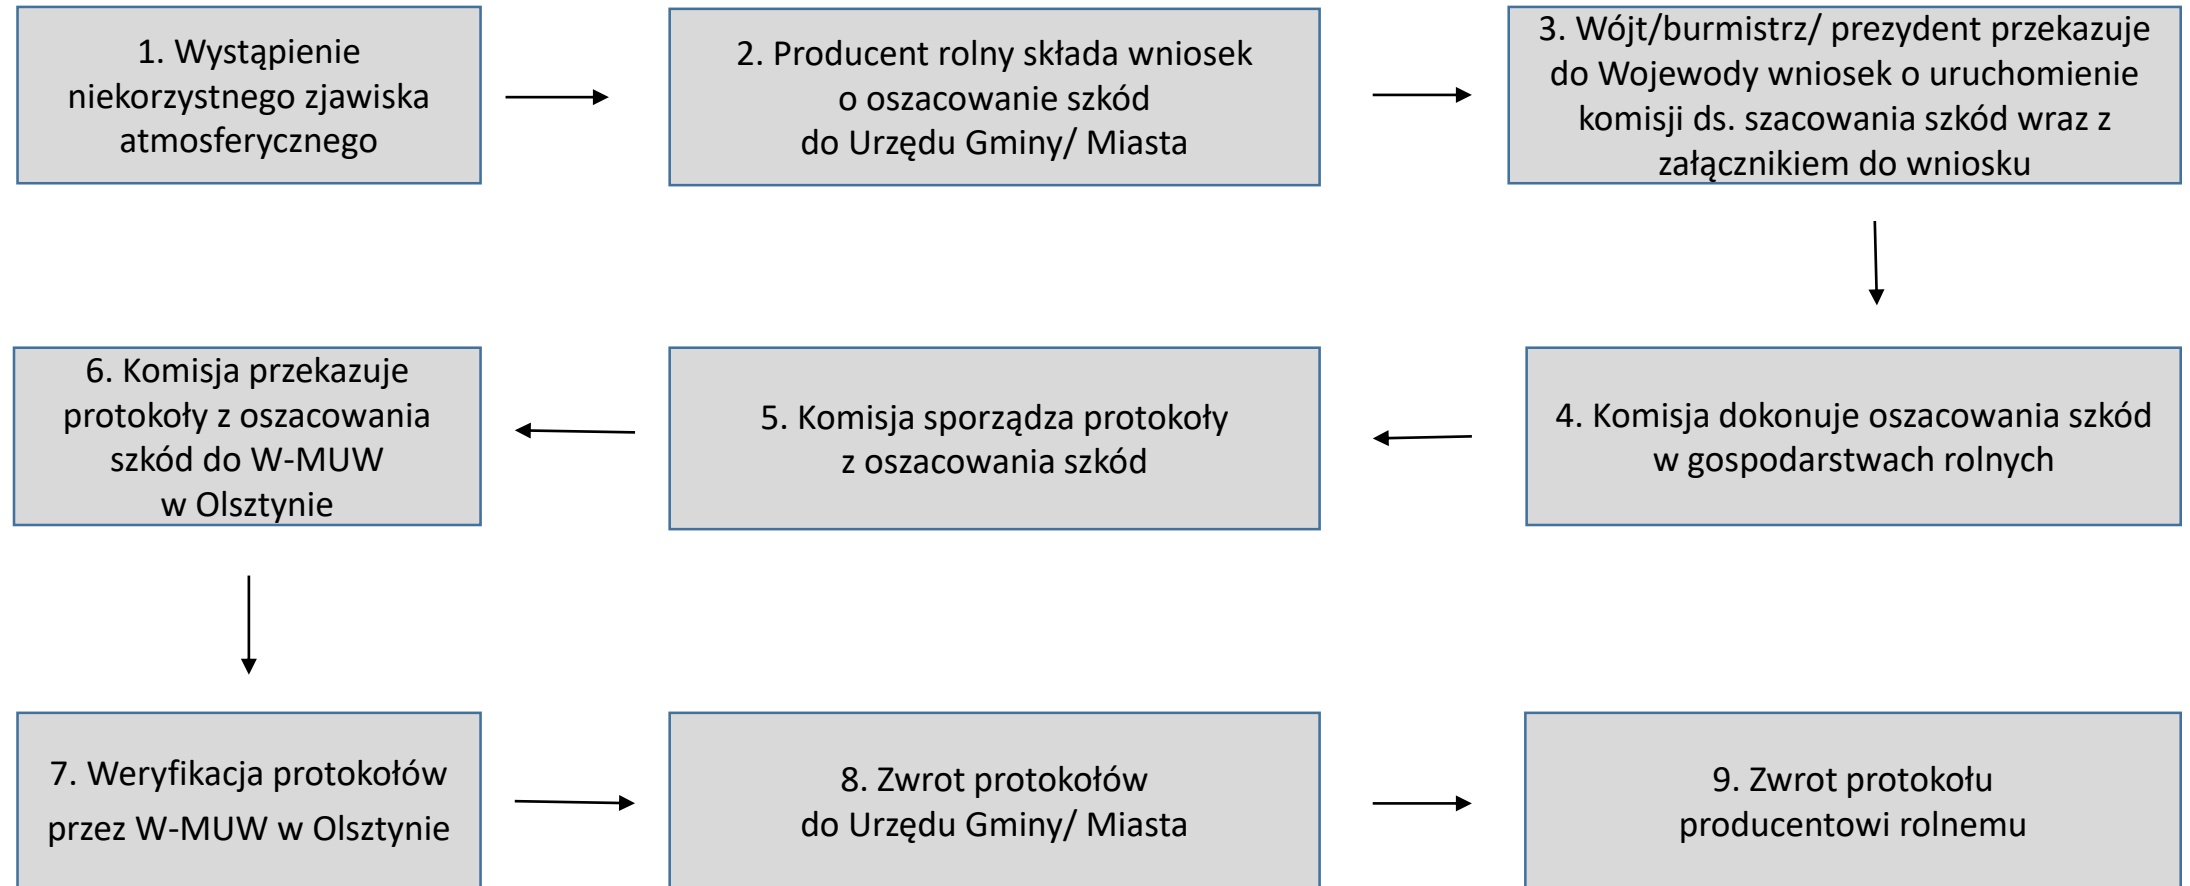 1. Wystąpienie
niekorzystnego zjawiska
atmosferycznego
2. Producent rolny składa wniosek
o oszacowanie szkód
do Urzędu Gminy/ Miasta
3. Wójt/burmistrz/ prezydent przekazuje
do Wojewody wniosek o uruchomienie
komisji ds. szacowania szkód wraz z
załącznikiem do wniosku
4. Komisja dokonuje oszacowania szkód
w gospodarstwach rolnych
5. Komisja sporządza protokoły
z oszacowania szkód
6. Komisja przekazuje
protokoły z oszacowania
szkód do W-MUW
w Olsztynie
7. Weryfikacja protokołów
przez W-MUW w Olsztynie
8. Zwrot protokołów
do Urzędu Gminy/ Miasta
9. Zwrot protokołu
producentowi rolnemu